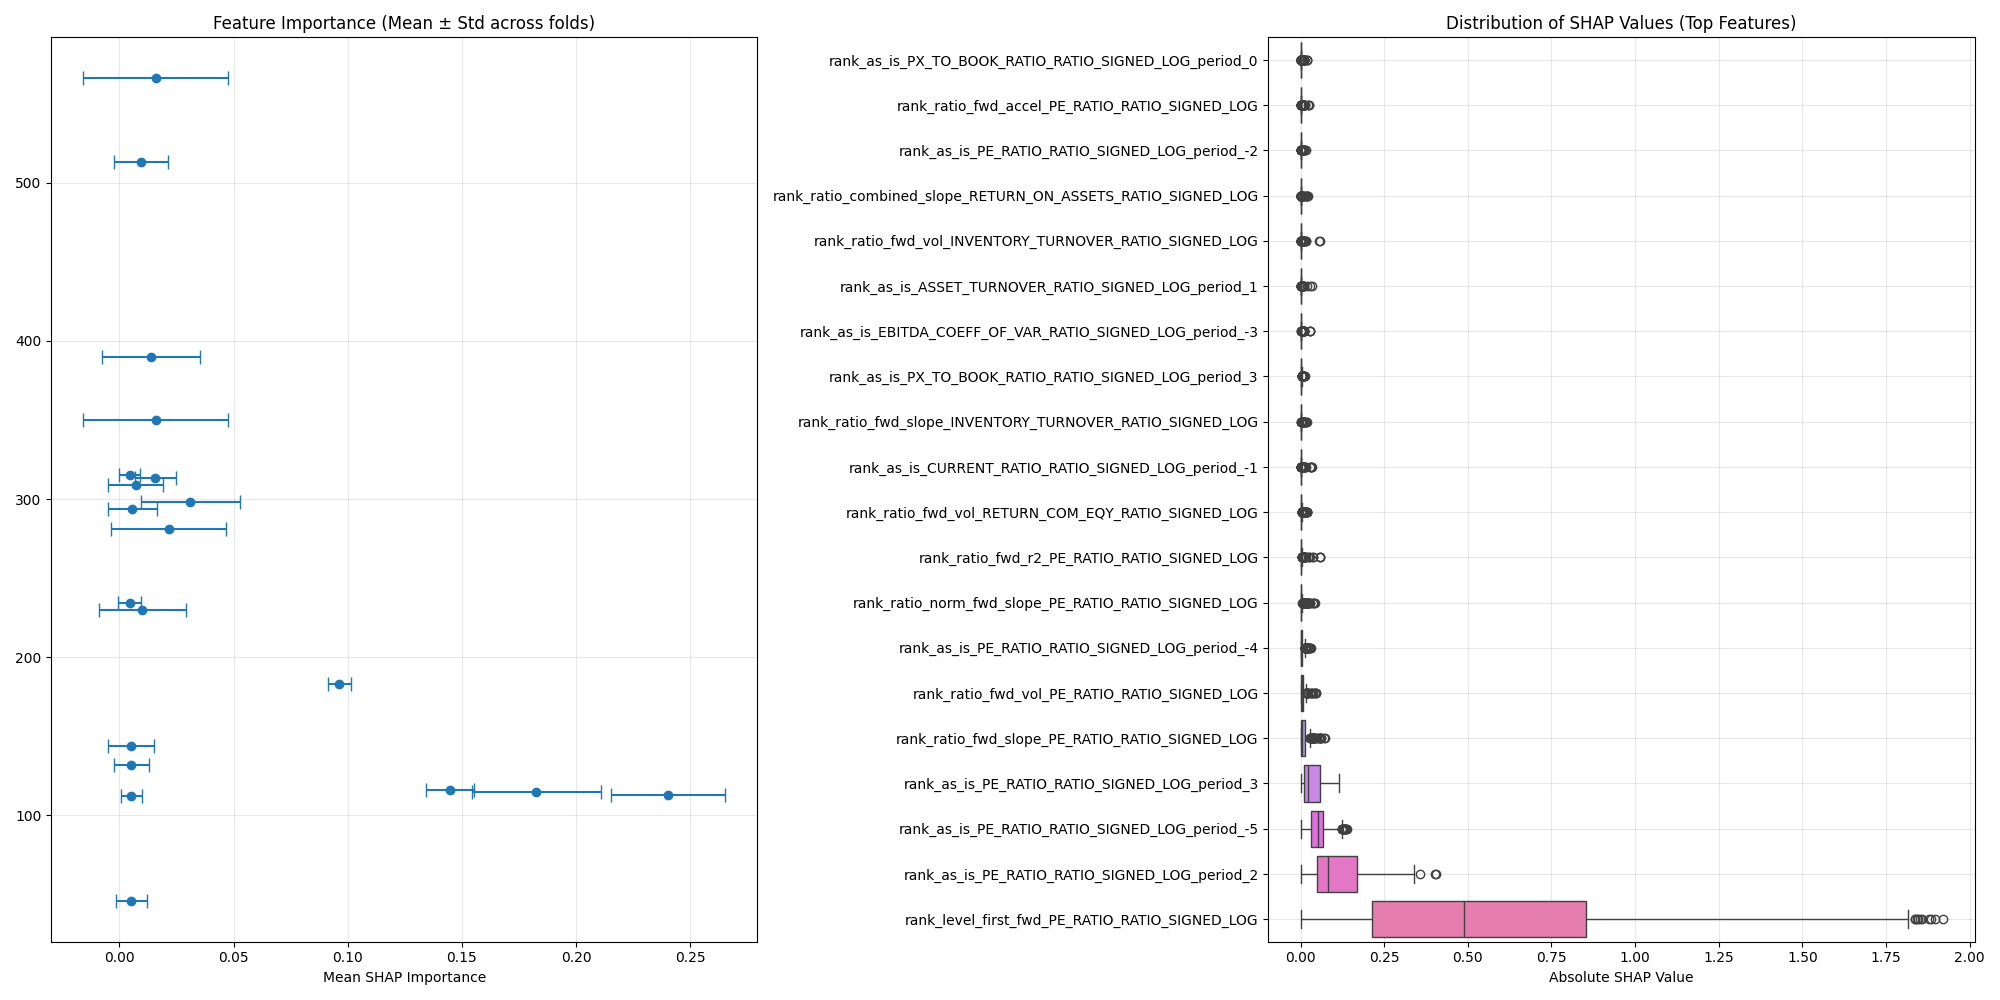 Feature Importance (Mean ± Std across folds)
500
400
300
200
100
0.00 0.05 0.10 0.15 0.20 0.25
Mean SHAP Importance
Distribution of SHAP Values (Top Features)
rank_as_is_PX_TO_BOOK_RATIO_RATIO_SIGNED_LOG_period_0
rank_ratio_fwd_accel_PE_RATIO_RATIO_SIGNED_LOG
rank_as_is_PE_RATIO_RATIO_SIGNED_LOG_period_-2
rank_ratio_combined_slope_RETURN_ON_ASSETS_RATIO_SIGNED_LOG
rank_ratio_fwd_vol_INVENTORY_TURNOVER_RATIO_SIGNED_LOG
rank_as_is_ASSET_TURNOVER_RATIO_SIGNED_LOG_period_1
rank_as_is_EBITDA_COEFF_OF_VAR_RATIO_SIGNED_LOG_period_-3
rank_as_is_PX_TO_BOOK_RATIO_RATIO_SIGNED_LOG_period_3
rank_ratio_fwd_slope_INVENTORY_TURNOVER_RATIO_SIGNED_LOG
rank_as_is_CURRENT_RATIO_RATIO_SIGNED_LOG_period_-1
rank_ratio_fwd_vol_RETURN_COM_EQY_RATIO_SIGNED_LOG
rank_ratio_fwd_r2_PE_RATIO_RATIO_SIGNED_LOG
rank_ratio_norm_fwd_slope_PE_RATIO_RATIO_SIGNED_LOG
rank_as_is_PE_RATIO_RATIO_SIGNED_LOG_period_-4
rank_ratio_fwd_vol_PE_RATIO_RATIO_SIGNED_LOG
rank_ratio_fwd_slope_PE_RATIO_RATIO_SIGNED_LOG
rank_as_is_PE_RATIO_RATIO_SIGNED_LOG_period_3
rank_as_is_PE_RATIO_RATIO_SIGNED_LOG_period_-5
rank_as_is_PE_RATIO_RATIO_SIGNED_LOG_period_2
rank_level_first_fwd_PE_RATIO_RATIO_SIGNED_LOG
0.00 0.25 0.50 0.75 1.00 1.25 1.50 1.75 2.00
Absolute SHAP Value